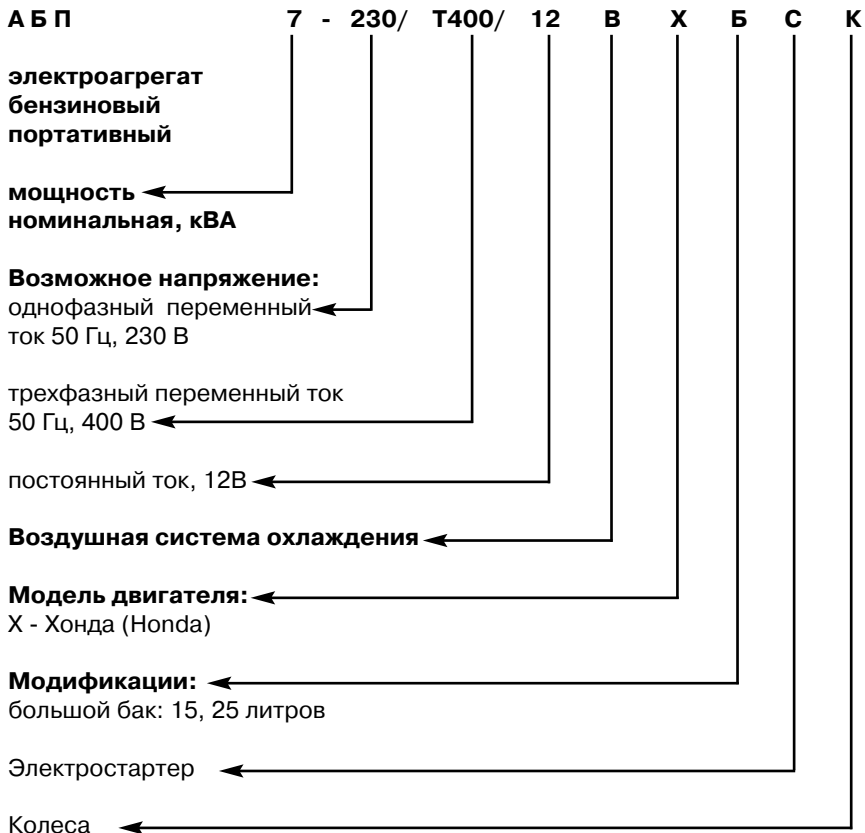 А Б П 7 - 230/ Т400/ 12 В Х Б С К
электроагрегат
бензиновый
портативный
мощность
номинальная, кВА
Возможное напряжение:
однофазный переменный
ток 50 Гц, 230 В
трехфазный переменный ток
50 Гц, 400 В
постоянный ток, 12В
Воздушная система охлаждения
Модель двигателя:
Х - Хонда (Honda)
Модификации:
большой бак: 15, 25 литров
Электростартер
Колеса